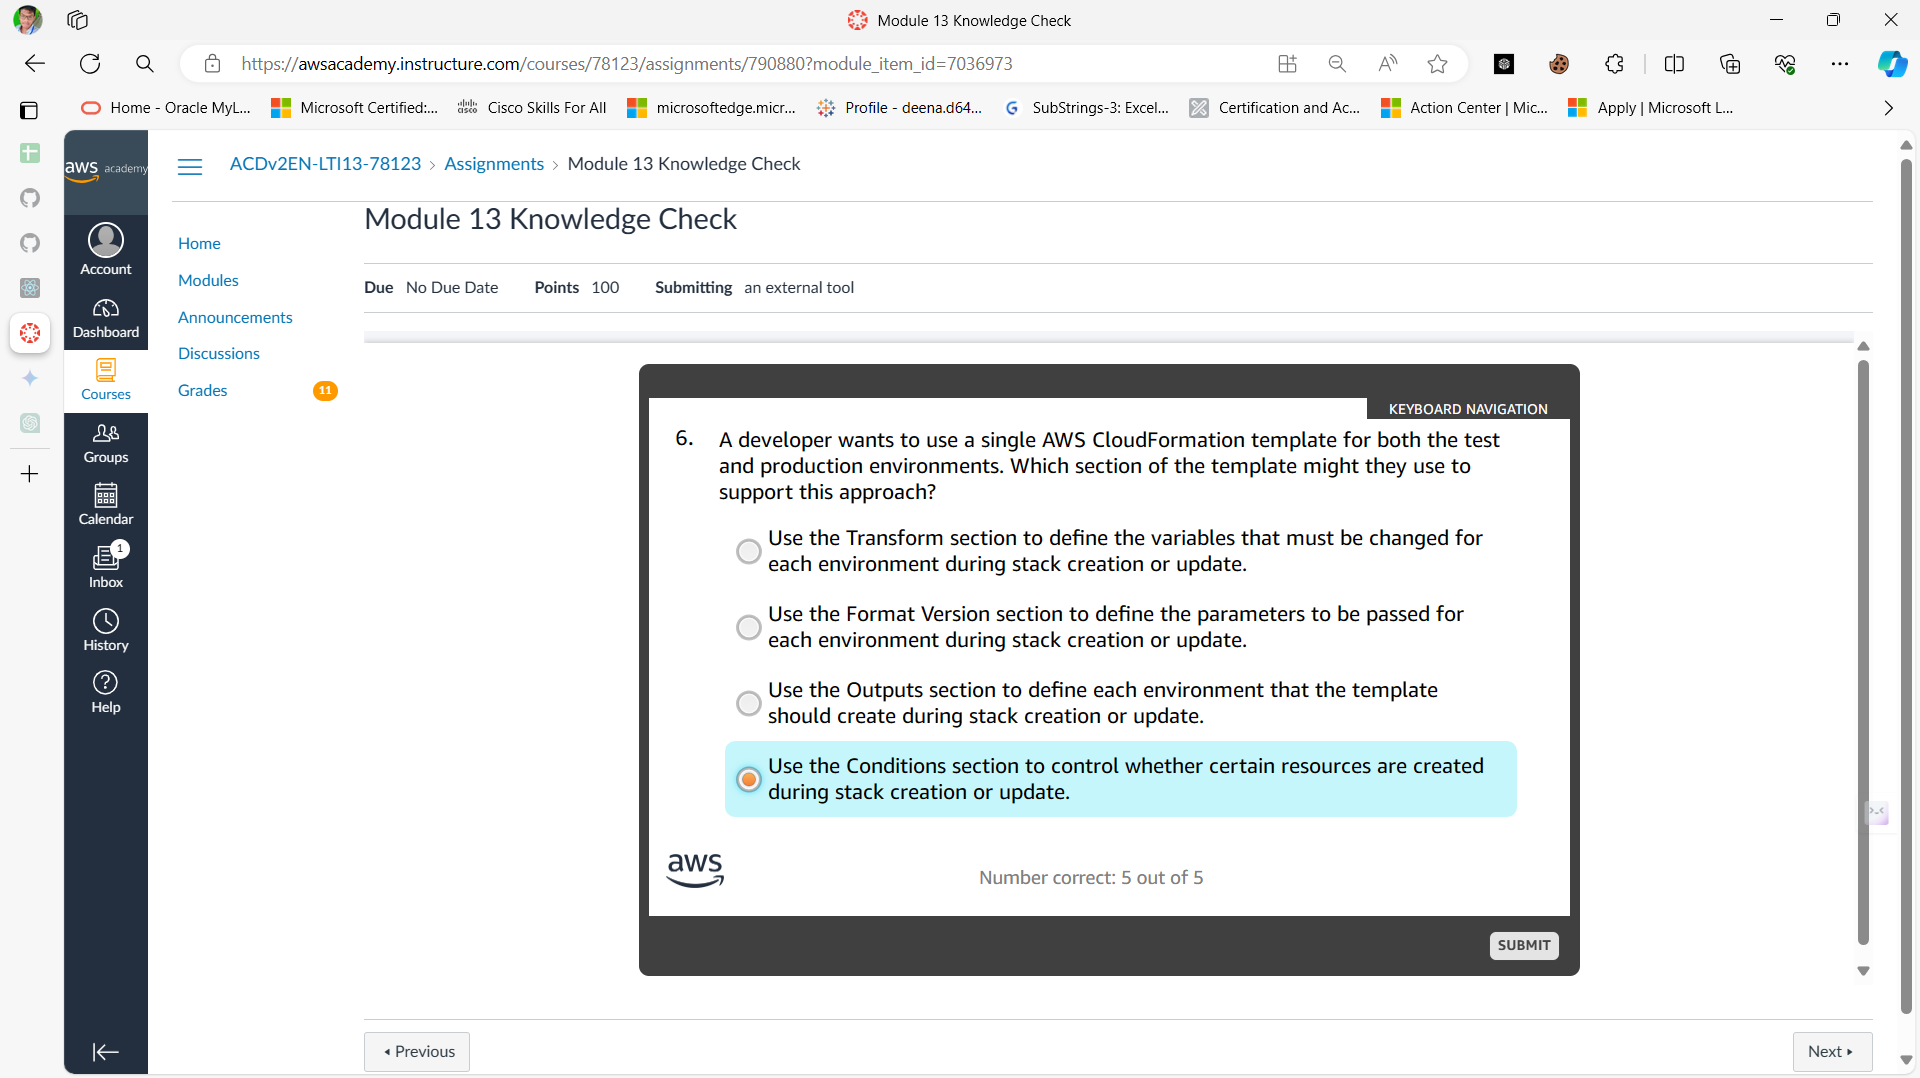 Module 13 Knowledge Check
https://awsacademy.instructure.com/courses/78123/assignments/790880?module_item_id=7036973
Home - Oracle MyL...
Microsoft Certified:...
Cisco Skills For All
microsoftedge.micr...
Profile - deena.d64...
SubStrings-3: Excel...
Certification and Ac...
Action Center | Mic...
Apply | Microsoft L...
aws academy
ACDv2EN-LTI13-78123 > Assignments > Module 13 Knowledge Check
Account
Dashboard
Courses
Groups
Calendar
1
Inbox
History
Help
Home
Modules
Announcements
Discussions
Grades 11
Module 13 Knowledge Check
Due No Due Date Points 100 Submitting an external tool
KEYBOARD NAVIGATION
6. A developer wants to use a single AWS CloudFormation template for both the test
and production environments. Which section of the template might they use to
support this approach?
Use the Transform section to define the variables that must be changed for
each environment during stack creation or update.
Use the Format Version section to define the parameters to be passed for
each environment during stack creation or update.
Use the Outputs section to define each environment that the template
should create during stack creation or update.
Use the Conditions section to control whether certain resources are created
during stack creation or update.
aws
Number correct: 5 out of 5
SUBMIT
Previous
Next